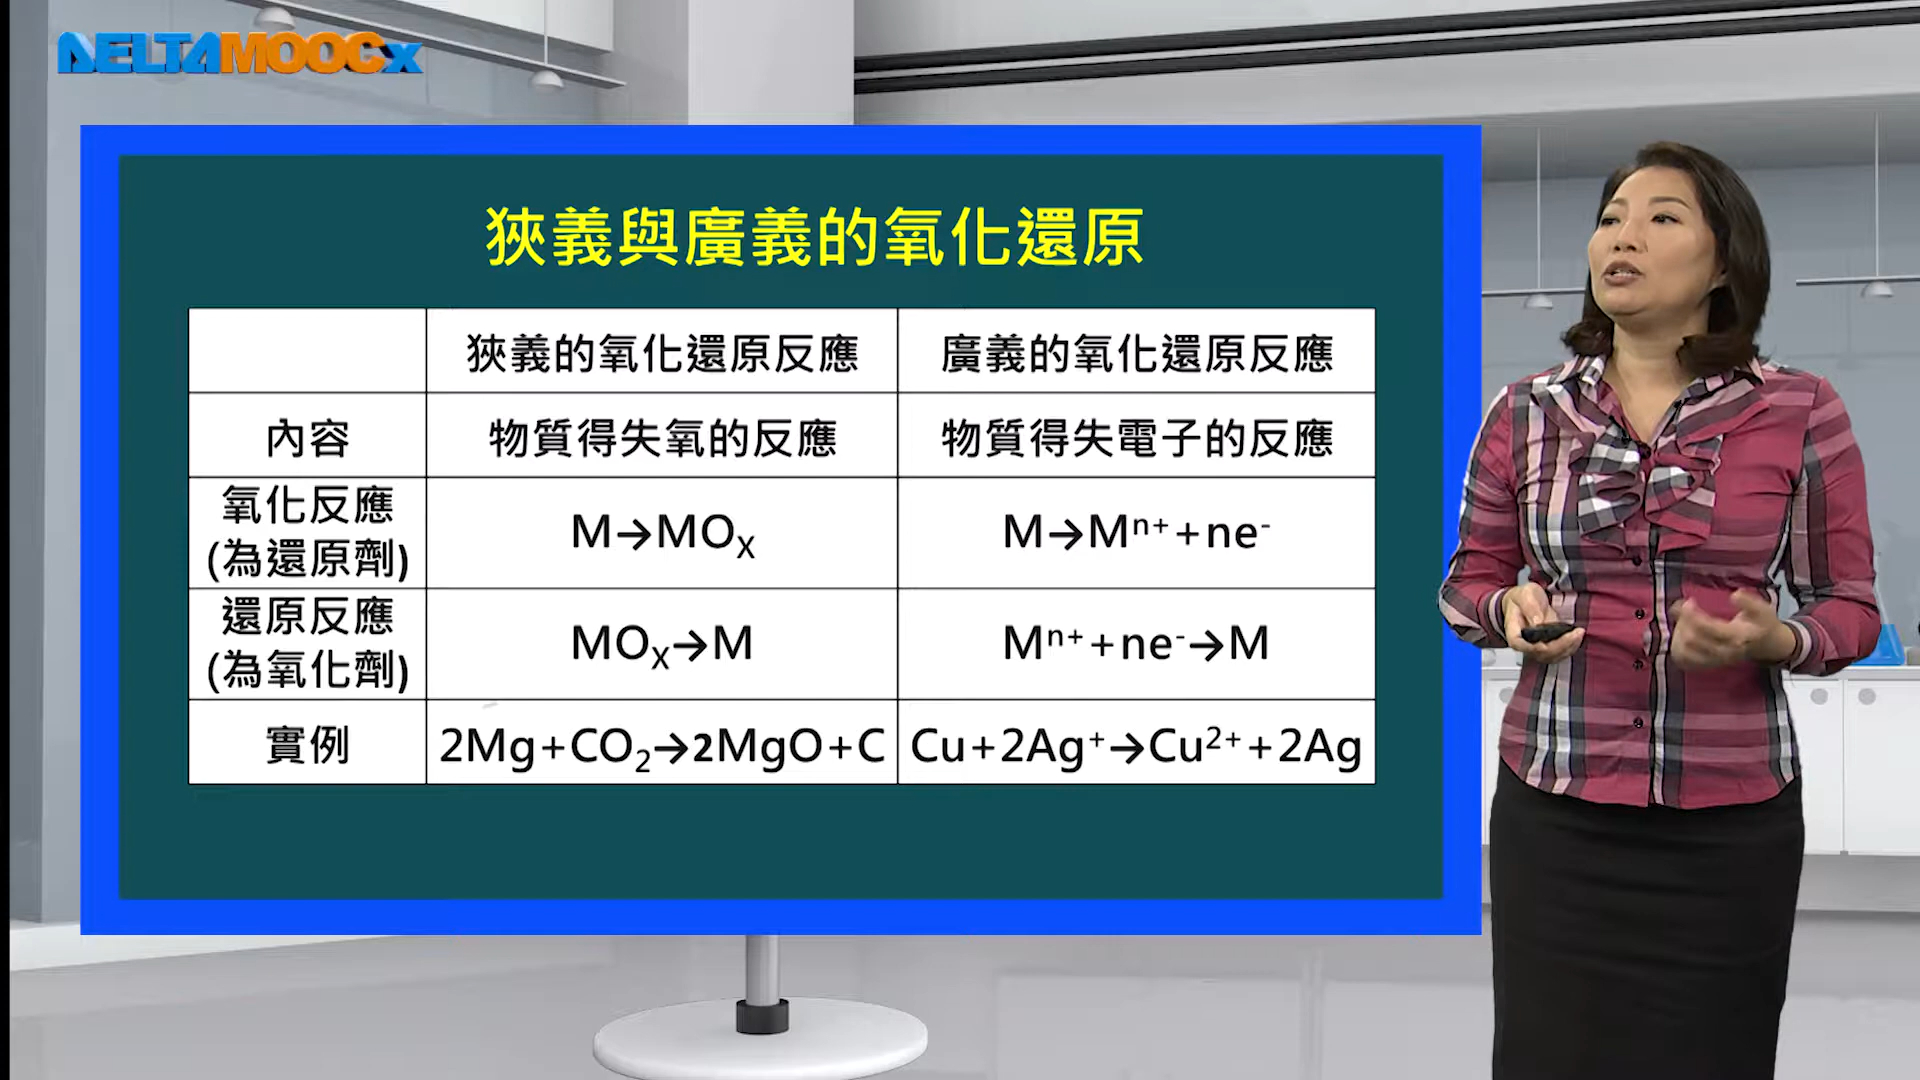 DELTAMOOCx
狹義與廣義的氧化還原
狹義的氧化還原反應 廣義的氧化還原反應
內容 物質得失氧的反應 物質得失電子的反應
氧化反應
(為還原劑) M→MOₓ M→Mⁿ⁺+ne⁻
還原反應
(為氧化劑) MOₓ→M Mⁿ⁺+ne⁻→M
實例 2Mg+CO₂→2MgO+C Cu+2Ag⁺→Cu²⁺+2Ag